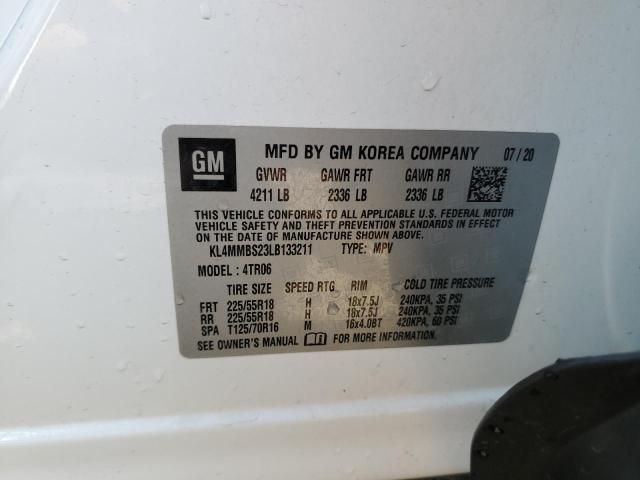 GM MFD BY GM KOREA COMPANY 07/20
GVWR GAWR FRT GAWR RR
4211 LB 2336 LB 2336 LB
THIS VEHICLE CONFORMS TO ALL APPLICABLE U.S. FEDERAL MOTOR
VEHICLE SAFETY AND THEFT PREVENTION STANDARDS IN EFFECT
ON THE DATE OF MANUFACTURE SHOWN ABOVE.
KL4MMBS23LB133211 TYPE: MPV
MODEL: 4TR06
TIRE SIZE SPEED RTG RIM COLD TIRE PRESSURE
FRT 225/55R18 H 18x7.5J 240KPA, 35 PSI
RR 225/55R18 H 18x7.5J 240KPA, 35 PSI
SPA T125/70R16 M 16x4.0BT 420KPA, 60 PSI
SEE OWNER'S MANUAL FOR MORE INFORMATION